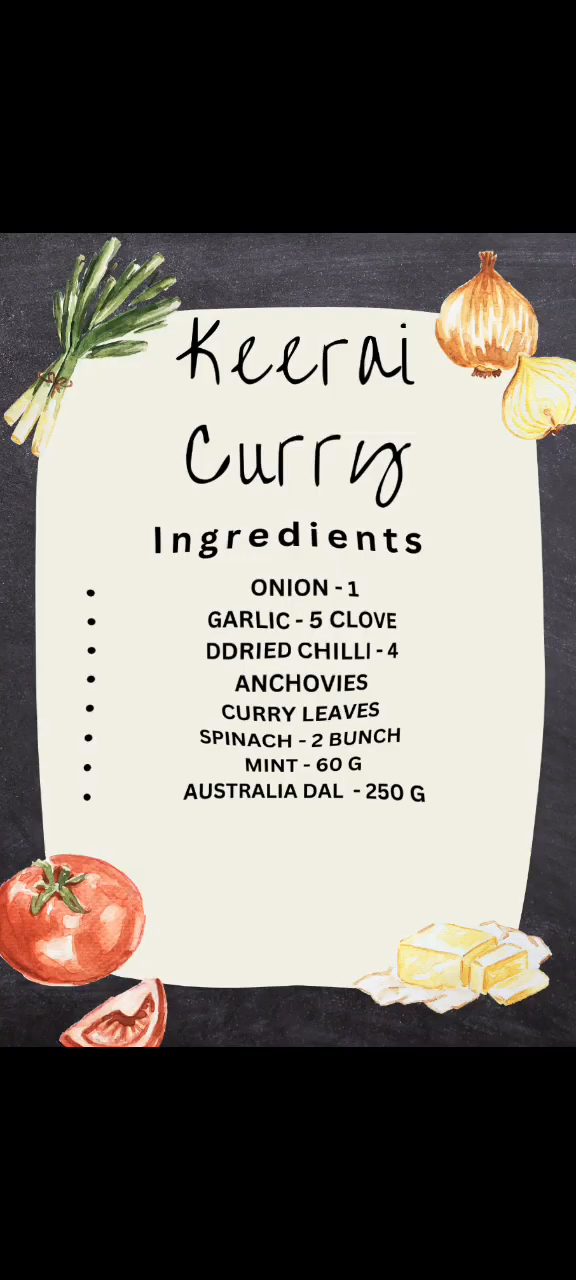 Keerai
Curry
Ingredients
• ONION - 1
• GARLIC - 5 CLOVE
• DDRIED CHILLI - 4
• ANCHOVIES
• CURRY LEAVES
• SPINACH - 2 BUNCH
• MINT - 60 G
• AUSTRALIA DAL - 250 G